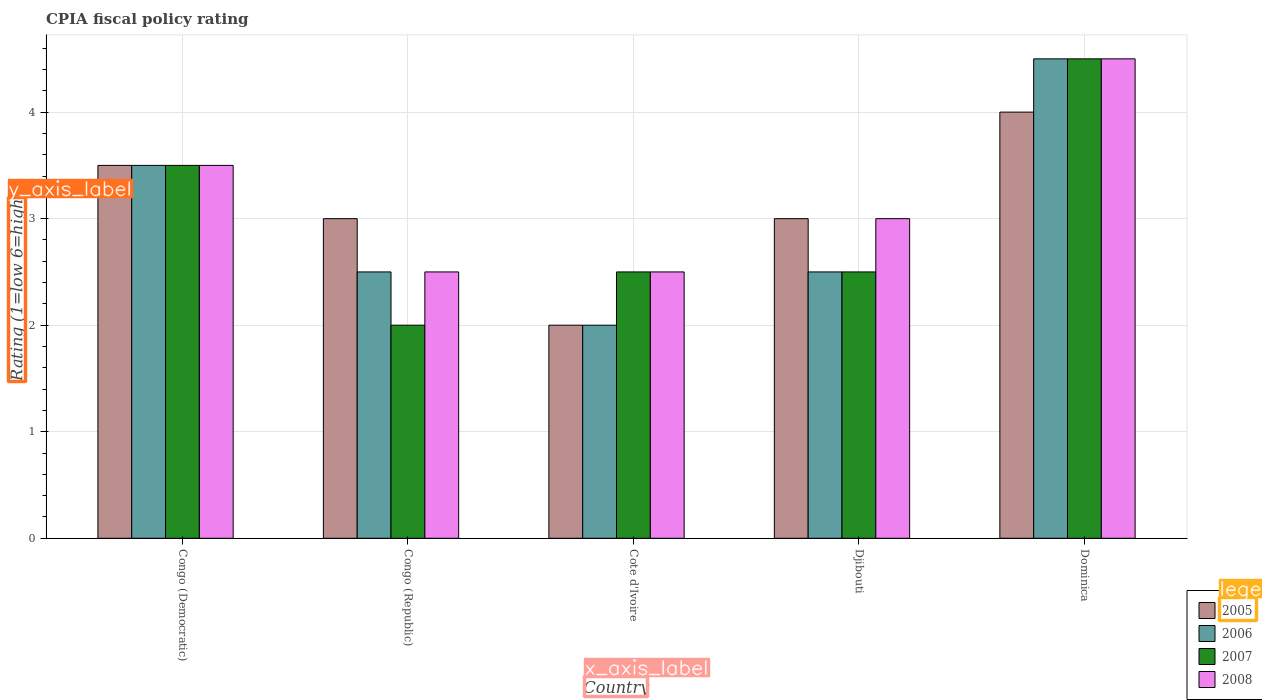 CPIA fiscal policy rating
4
3
2
1
0
y_axis_label
Rating (1=low 6=high
Congo (Democratic)
Congo (Republic)
Cote d'Ivoire
Djibouti
Dominica
x_axis_label
Country
lege
2005
2006
2007
2008